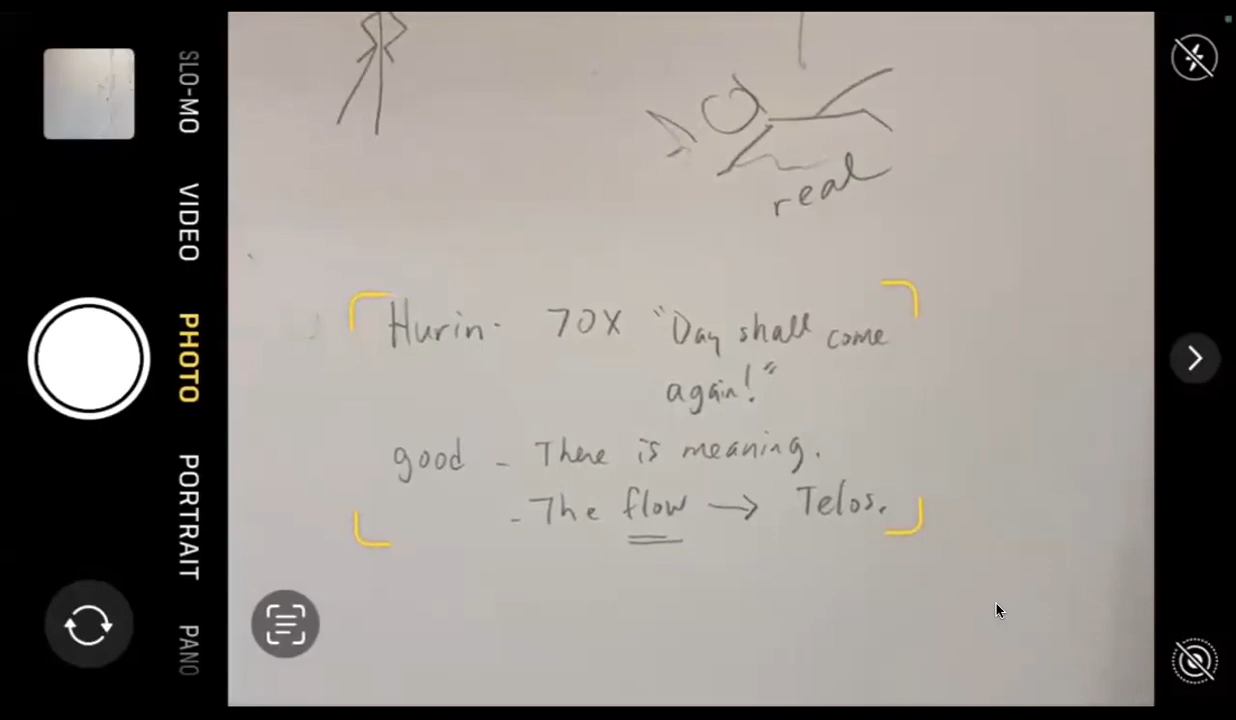 SLO-MO
VIDEO
PHOTO
PORTRAIT
PANO
real
Hurin. 70X "Day shall come
again!"
good - There is meaning.
- The flow → Telos.